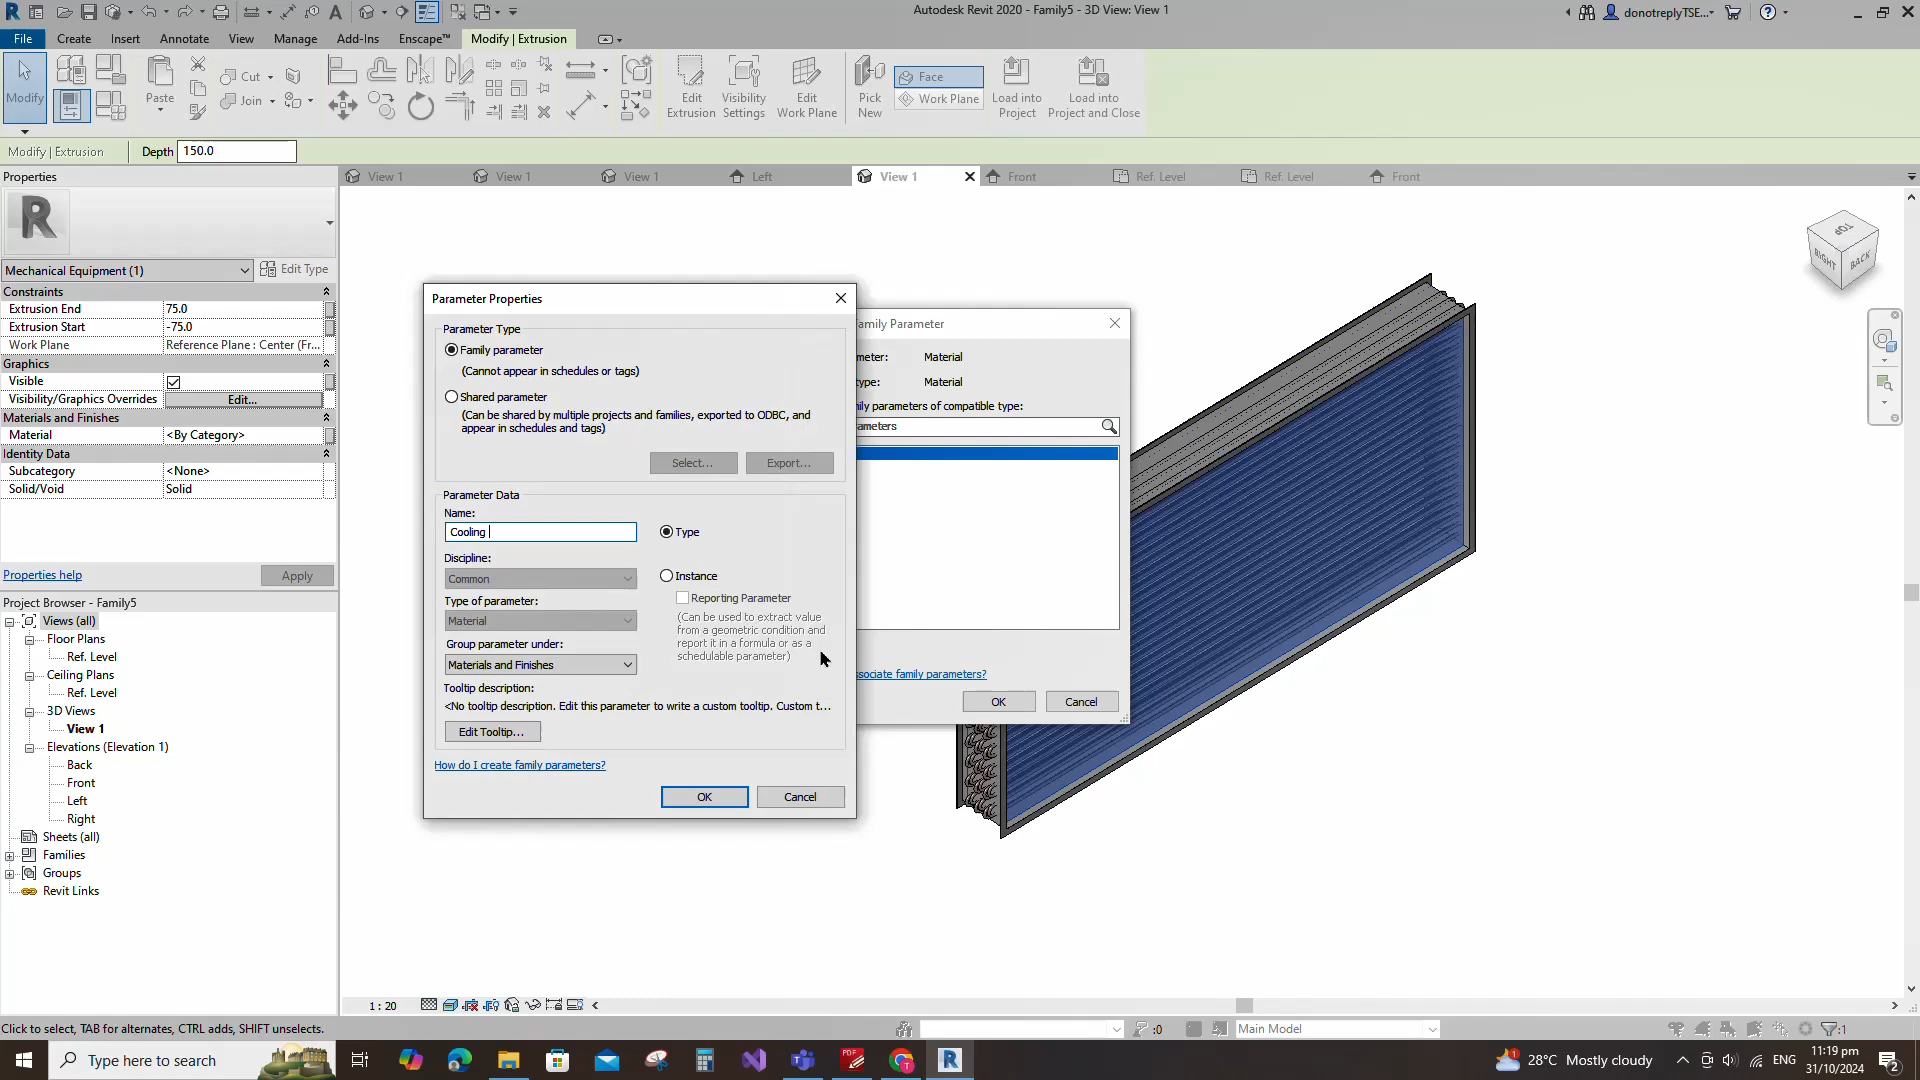 Autodesk Revit 2020 - Family5 - 3D View: View 1
donotreplyTSE...
File
Create
Insert
Annotate
View
Manage
Add-Ins
Enscape™
Modify | Extrusion
Modify
Paste
Cut
Join
Edit
Extrusion
Visibility
Settings
Edit
Work Plane
Pick
New
Face
Work Plane
Load into
Project
Load into
Project and Close
Modify | Extrusion
Depth
150.0
Properties
View 1
View 1
View 1
Left
View 1
Front
Ref. Level
Ref. Level
Front
Mechanical Equipment (1)
Edit Type
Constraints
Extrusion End
75.0
Extrusion Start
-75.0
Work Plane
Reference Plane : Center (Fr...
Graphics
Visible
Visibility/Graphics Overrides
Edit...
Materials and Finishes
Material
<By Category>
Identity Data
Subcategory
<None>
Solid/Void
Solid
Properties help
Apply
Project Browser - Family5
Views (all)
Floor Plans
Ref. Level
Ceiling Plans
Ref. Level
3D Views
View 1
Elevations (Elevation 1)
Back
Front
Left
Right
Sheets (all)
Families
Groups
Revit Links
Parameter Properties
Parameter Type
Family parameter
(Cannot appear in schedules or tags)
Shared parameter
(Can be shared by multiple projects and families, exported to ODBC, and
appear in schedules and tags)
Select...
Export...
Parameter Data
Name:
Cooling
Type
Discipline:
Common
Instance
Type of parameter:
Reporting Parameter
Material
(Can be used to extract value
from a geometric condition and
report it in a formula or as a
schedulable parameter)
Group parameter under:
Materials and Finishes
Tooltip description:
<No tooltip description. Edit this parameter to write a custom tooltip. Custom t...
Edit Tooltip...
How do I create family parameters?
OK
Cancel
Family Parameter
meter:
Material
type:
Material
mily parameters of compatible type:
ameters
ssociate family parameters?
OK
Cancel
TOP
RIGHT
BACK
1 : 20
Click to select, TAB for alternates, CTRL adds, SHIFT unselects.
:0
Main Model
:1
Type here to search
28°C Mostly cloudy
ENG
11:19 pm
31/10/2024